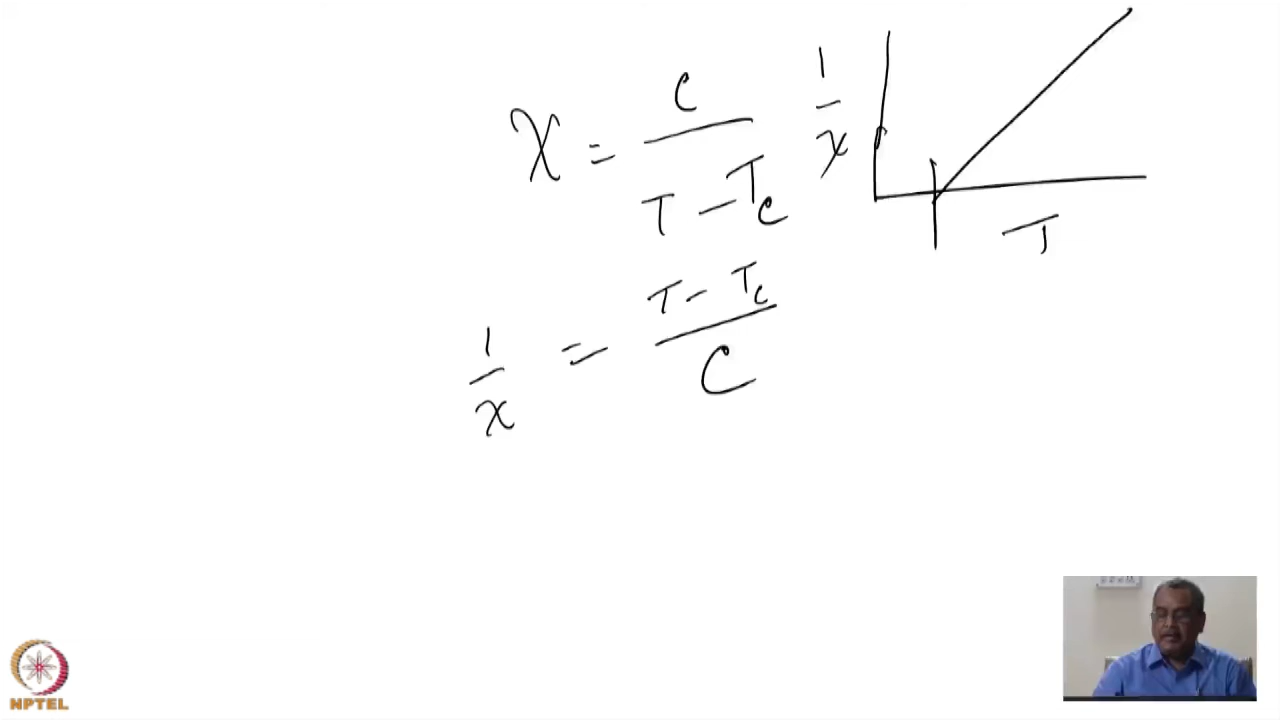 χ = C / (T - Tc)
1/χ
T
1/χ = (T - Tc) / C
NPTEL